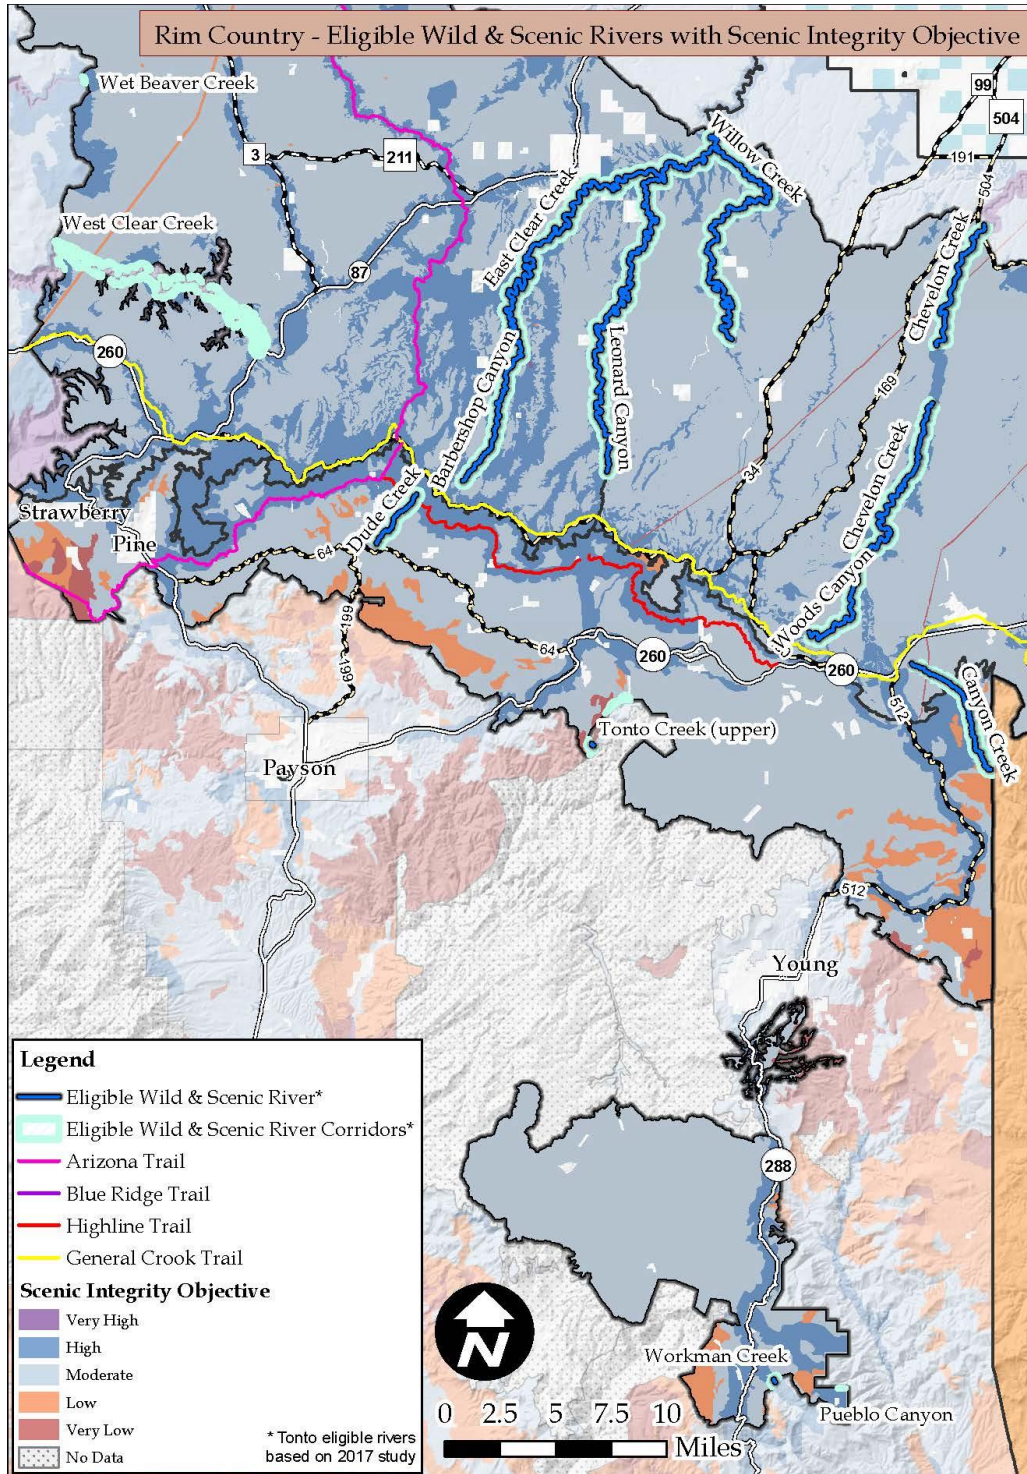 Rim Country - Eligible Wild & Scenic Rivers with Scenic Integrity Objective
Wet Beaver Creek
99
504
3
211
191
Willow Creek
504
West Clear Creek
East Clear Creek
87
Chevelon Creek
260
Leonard Canyon
169
Barbershop Canyon
34
Chevelon Creek
Strawberry
Dude Creek
Pine
64
Woods Canyon
199
64
260
260
199
Canyon Creek
512
Tonto Creek (upper)
Payson
512
Young
288
Workman Creek
Pueblo Canyon
Legend
Eligible Wild & Scenic River*
Eligible Wild & Scenic River Corridors*
Arizona Trail
Blue Ridge Trail
Highline Trail
General Crook Trail
Scenic Integrity Objective
Very High
High
Moderate
Low
Very Low
No Data
* Tonto eligible rivers
based on 2017 study
N
0 2.5 5 7.5 10
Miles